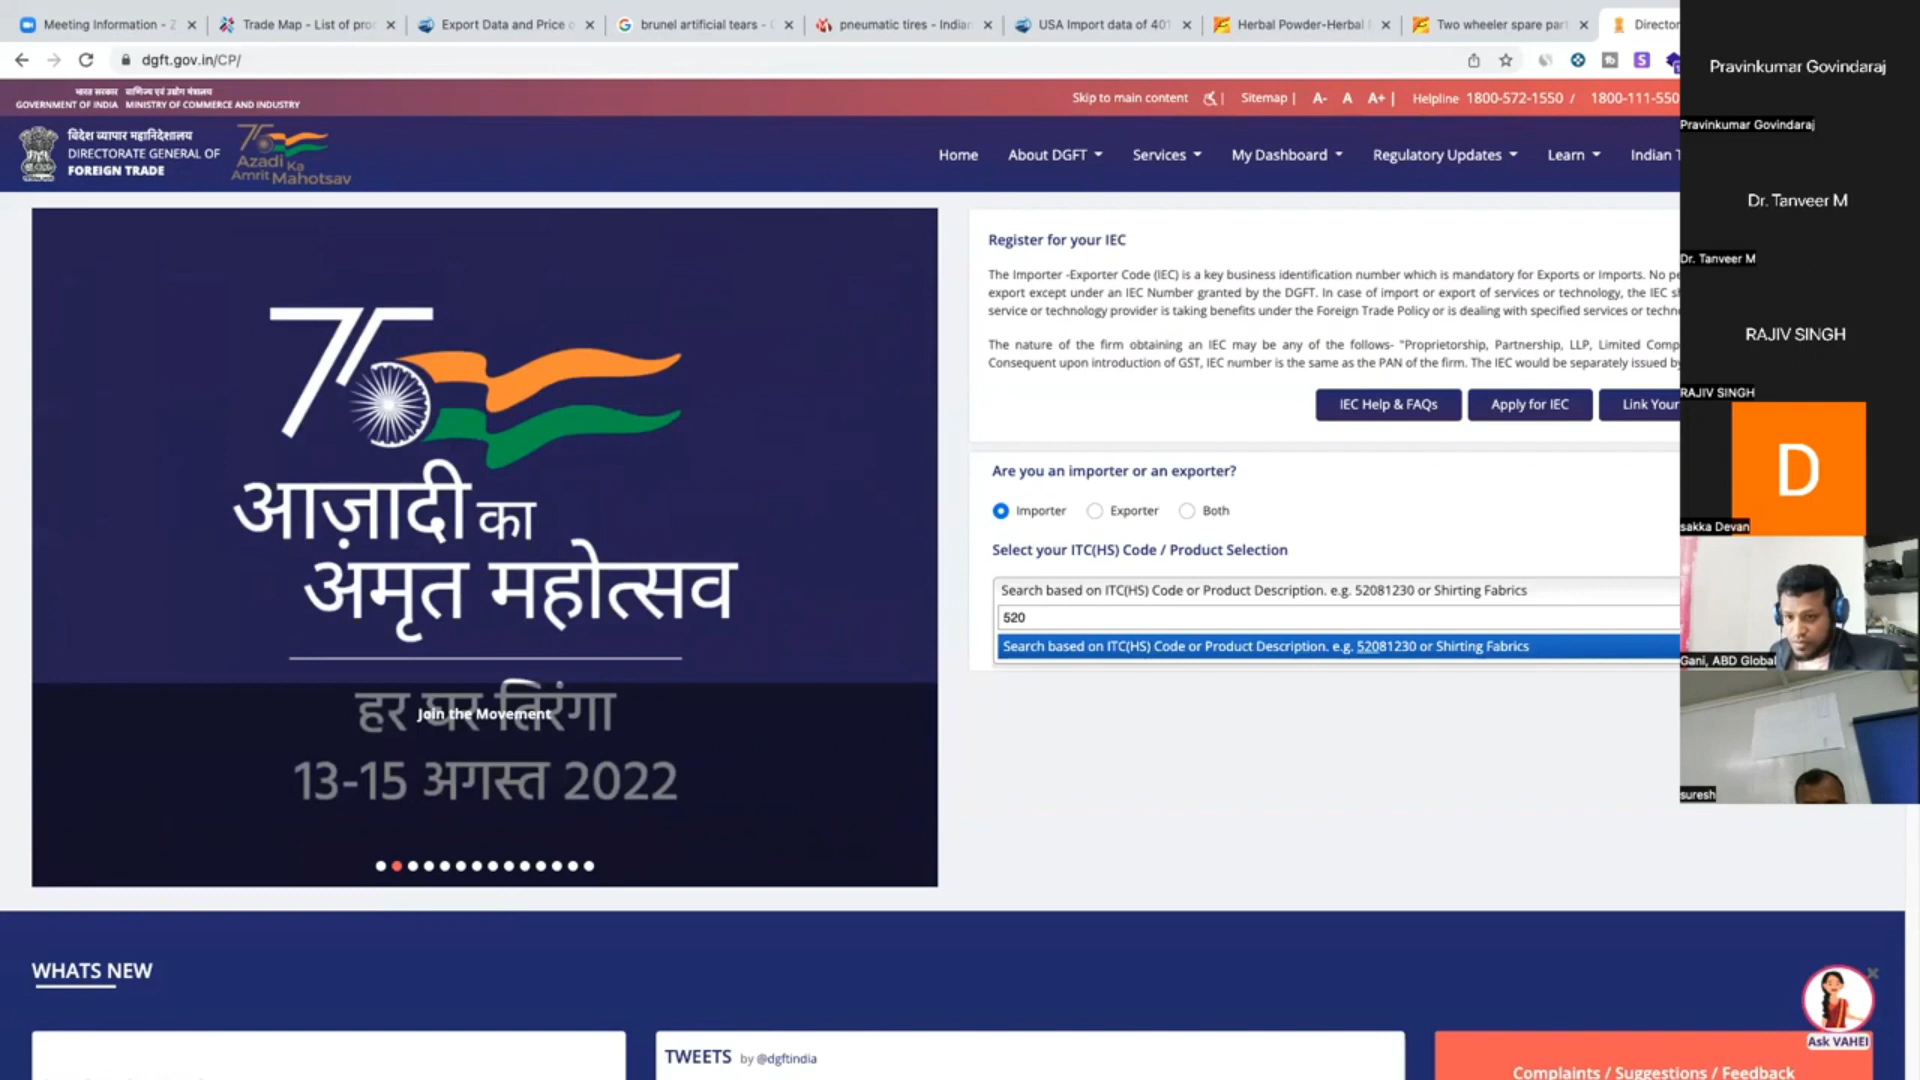 Meeting Information - Z
Trade Map - List of proc
Export Data and Price o
brunel artificial tears - G
pneumatic tires - Indian
USA Import data of 401
Herbal Powder-Herbal
Two wheeler spare part
Director
dgft.gov.in/CP/
भारत सरकार वाणिज्य एवं उद्योग मंत्रालय
GOVERNMENT OF INDIA MINISTRY OF COMMERCE AND INDUSTRY
Skip to main content
Sitemap |
A-
A
A+ |
Helpline 1800-572-1550 / 1800-111-550
विदेश व्यापार महानिदेशालय
DIRECTORATE GENERAL OF
FOREIGN TRADE
75
Azadi Ka
Amrit Mahotsav
Home
About DGFT
Services
My Dashboard
Regulatory Updates
Learn
Indian T
75
आज़ादी का
अमृत महोत्सव
हर घर तिरंगा
Join the Movement
13-15 अगस्त 2022
Register for your IEC
The Importer -Exporter Code (IEC) is a key business identification number which is mandatory for Exports or Imports. No pe
export except under an IEC Number granted by the DGFT. In case of import or export of services or technology, the IEC s
service or technology provider is taking benefits under the Foreign Trade Policy or is dealing with specified services or techn
The nature of the firm obtaining an IEC may be any of the follows- "Proprietorship, Partnership, LLP, Limited Comp
Consequent upon introduction of GST, IEC number is the same as the PAN of the firm. The IEC would be separately issued by
IEC Help & FAQs
Apply for IEC
Link Your
Are you an importer or an exporter?
Importer
Exporter
Both
Select your ITC(HS) Code / Product Selection
Search based on ITC(HS) Code or Product Description. e.g. 52081230 or Shirting Fabrics
520
Search based on ITC(HS) Code or Product Description. e.g. 52081230 or Shirting Fabrics
WHATS NEW
TWEETS by @dgftindia
Complaints / Suggestions / Feedback
Ask VAHEI
Pravinkumar Govindaraj
Pravinkumar Govindaraj
Dr. Tanveer M
Dr. Tanveer M
RAJIV SINGH
RAJIV SINGH
D
sakka Devan
Gani, ABD Global
suresh